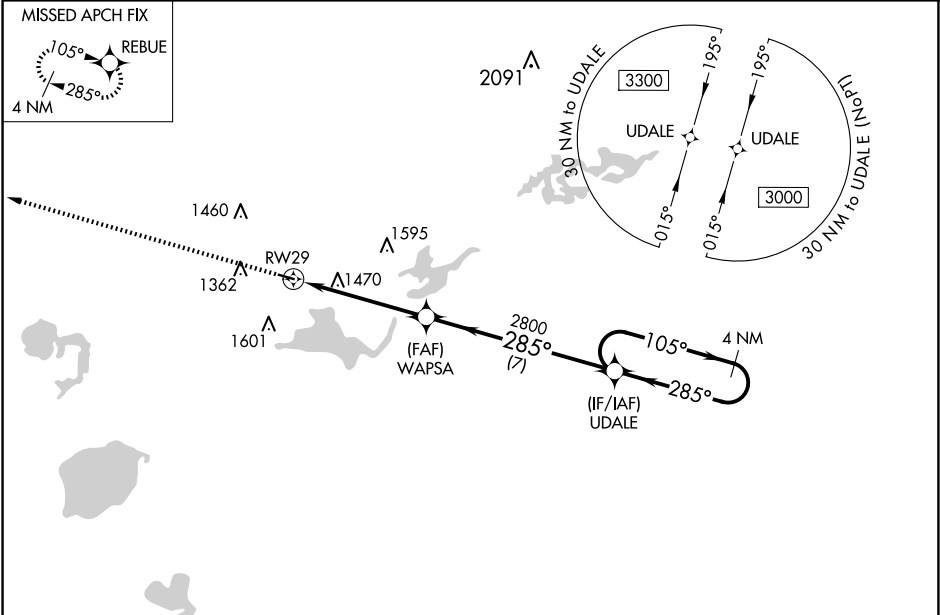 MISSED APCH FIX
105°
REBUE
285°
4 NM
2091
30 NM to UDALE
3300
195°
UDALE
015°
195°
UDALE
3000
015°
30 NM to UDALE (NoPT)
1460
1595
RW29
1362
1470
1601
2800
285°
(7)
(FAF)
WAPSA
105°
4 NM
285°
(IF/IAF)
UDALE